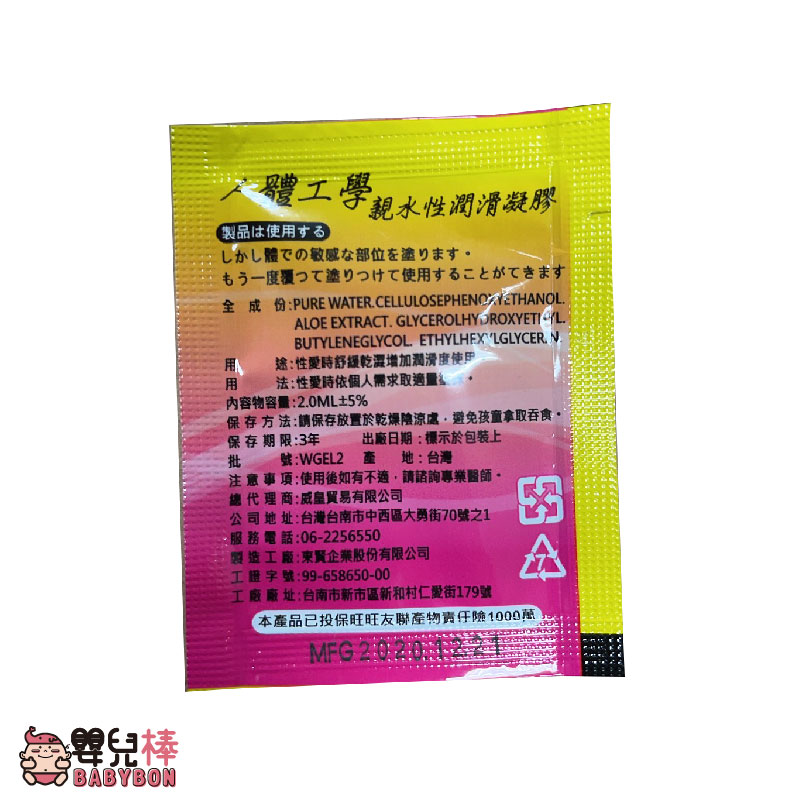 人體工學 親水性潤滑凝膠
製品は使用する
しかし體での敏感な部位を塗ります。
もう一度覆つて塗りつけて使用することがてきます
全成份:PURE WATER.CELLULOSEPHENOXYETHANOL.
ALOE EXTRACT. GLYCEROLHYDROXYETHYL.
BUTYLENEGLYCOL. ETHYLHEXYLGLYCERIN.
用途:性愛時舒緩乾澀增加潤滑度使用
用法:性愛時依個人需求取適量
內容物容量:2.0ML±5%
保存方法:請保存放置於乾燥陰涼處,避免孩童拿取吞食。
保存期限:3年 出廠日期:標示於包裝上
批號:WGEL2 產地:台灣
注意事項:使用後如有不適,請諮詢專業醫師。
總代理商:威皇貿易有限公司
公司地址:台灣台南市中西區大勇街70號之1
服務電話:06-2256550
製造工廠:東賢企業股份有限公司
工證字號:99-658650-00
工廠廠址:台南市新市區新和村仁愛街179號
本產品已投保旺旺友聯產物責任險1000萬
MFG2020.12.21
7
嬰兒棒
BABYBON